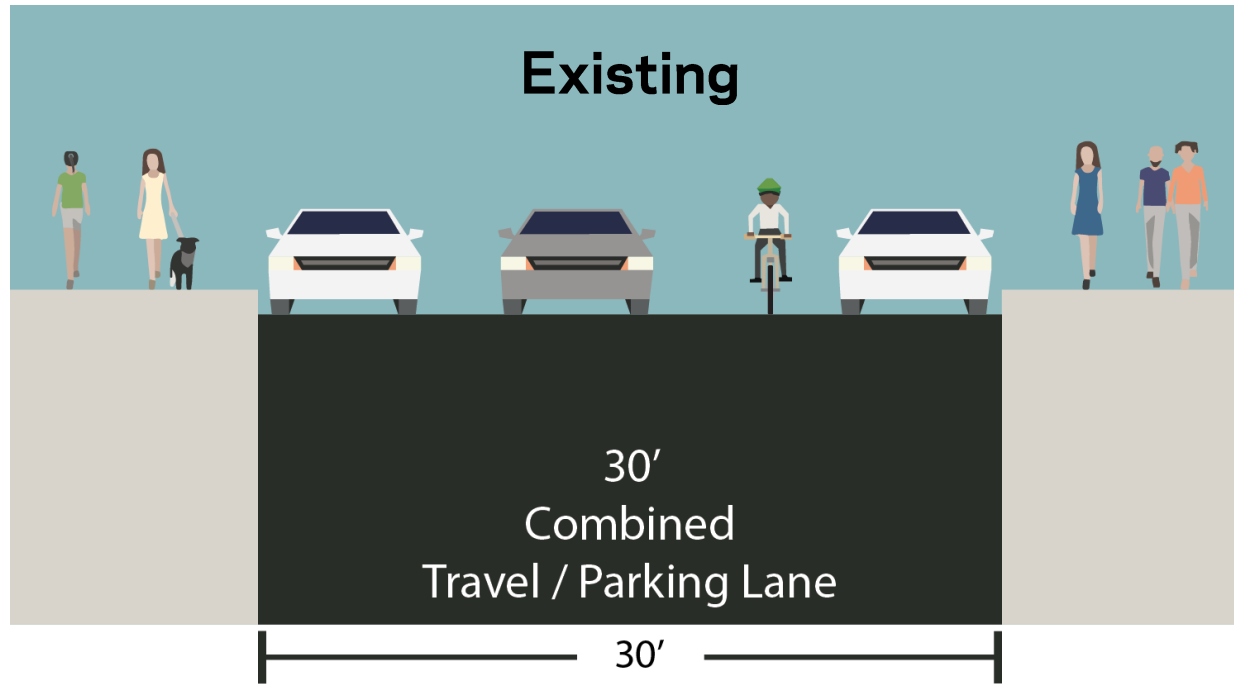 Existing
30’
Combined
Travel / Parking Lane
30’